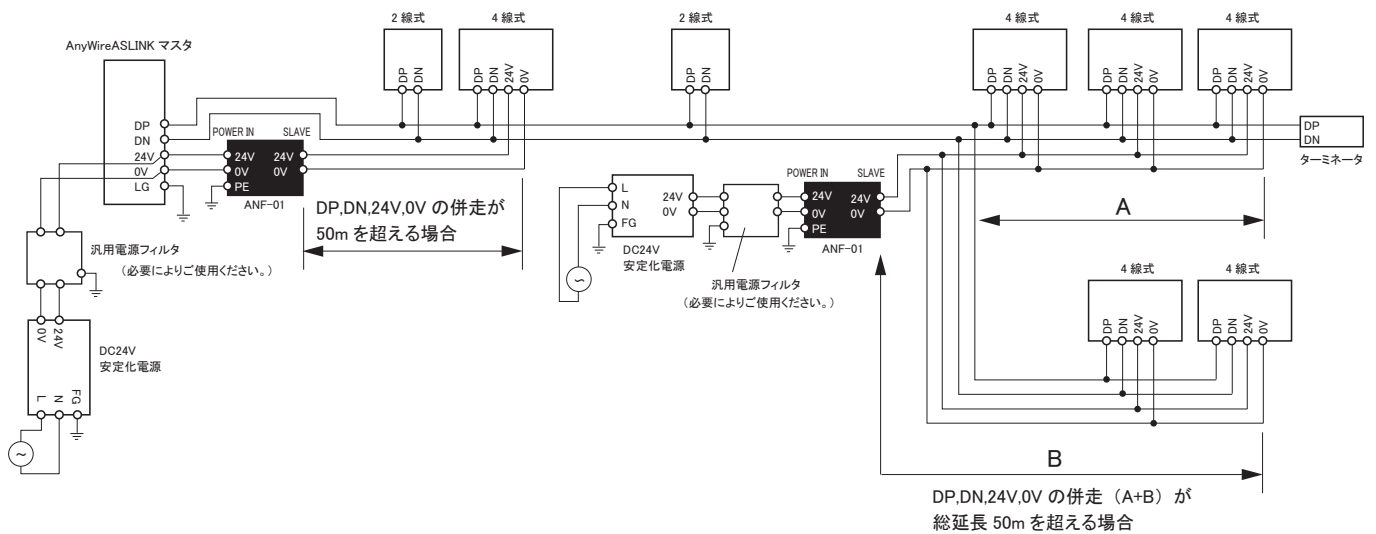 AnyWireASLINK マスタ
DP
DN
24V
0V
LG
POWER IN
SLAVE
24V
24V
0V
0V
PE
ANF-01
2 線式
DP
DN
4 線式
DP
DN
24V
0V
2 線式
DP
DN
4 線式
DP
DN
24V
0V
4 線式
DP
DN
24V
0V
4 線式
DP
DN
24V
0V
DP
DN
ターミネータ
DP,DN,24V,0V の併走が
50m を超える場合
汎用電源フィルタ
（必要によりご使用ください。）
0V
24V
DC24V
安定化電源
L
N
FG
L
N
FG
24V
0V
DC24V
安定化電源
汎用電源フィルタ
（必要によりご使用ください。）
POWER IN
SLAVE
24V
24V
0V
0V
PE
ANF-01
A
4 線式
DP
DN
24V
0V
4 線式
DP
DN
24V
0V
B
DP,DN,24V,0V の併走（A+B）が
総延長 50m を超える場合